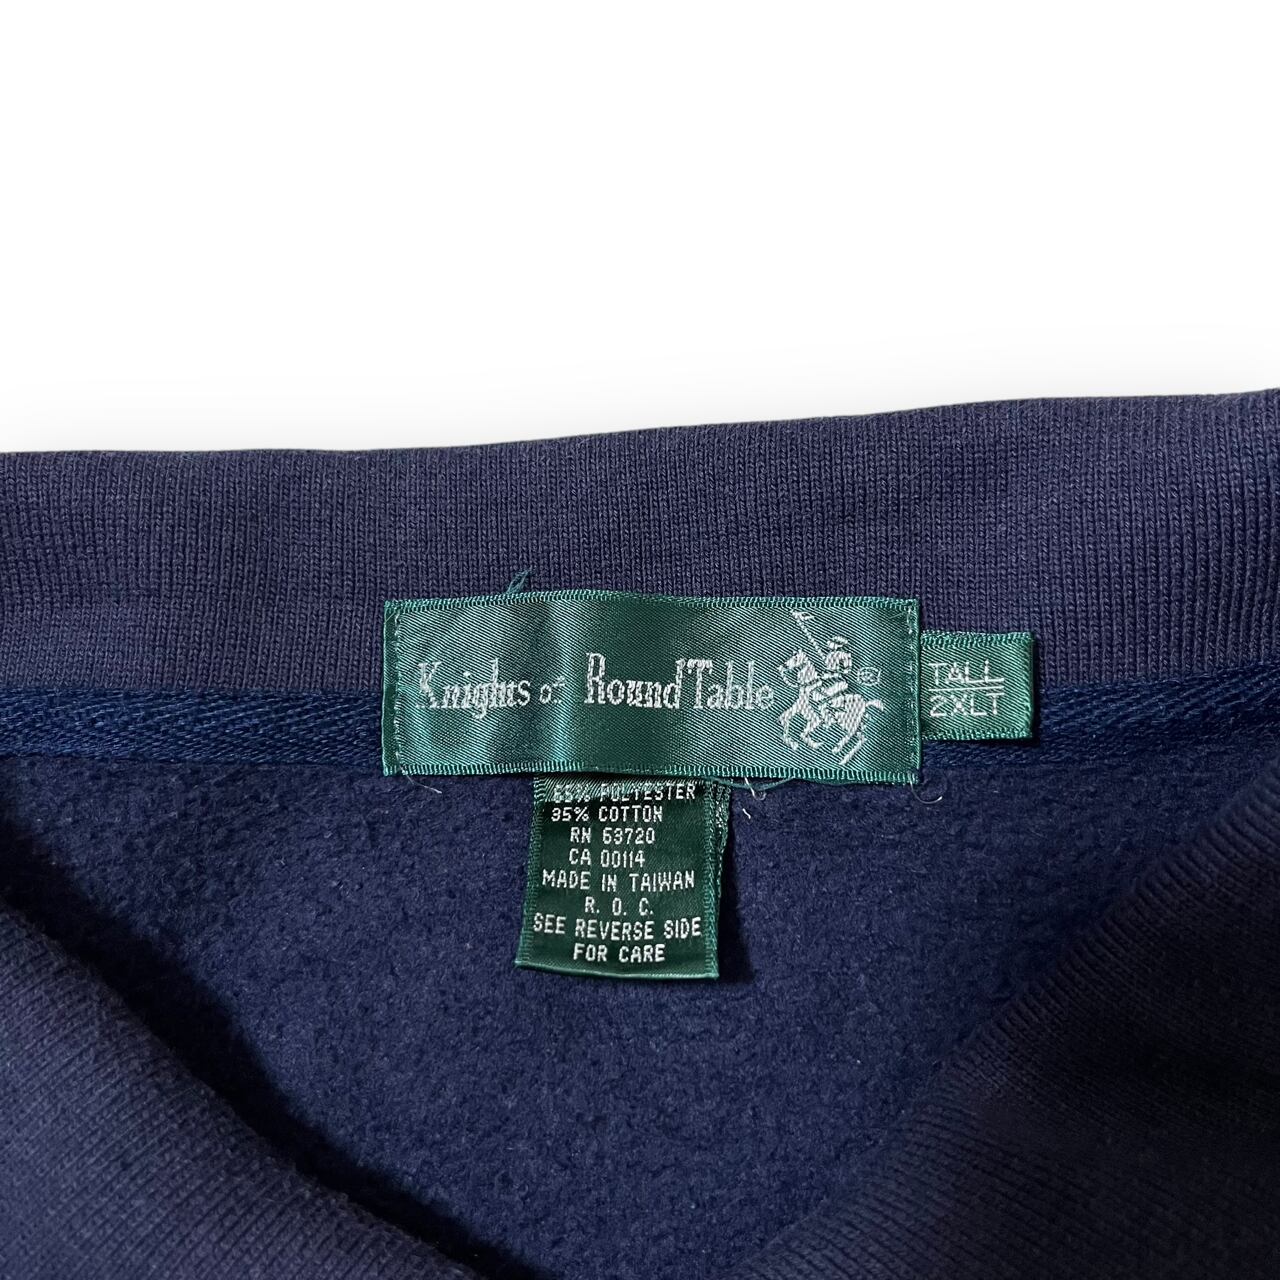 Knights of Round Table ®
TALL
2XLT
65% POLYESTER
35% COTTON
RN 63720
CA 00114
MADE IN TAIWAN
R. O. C.
SEE REVERSE SIDE
FOR CARE